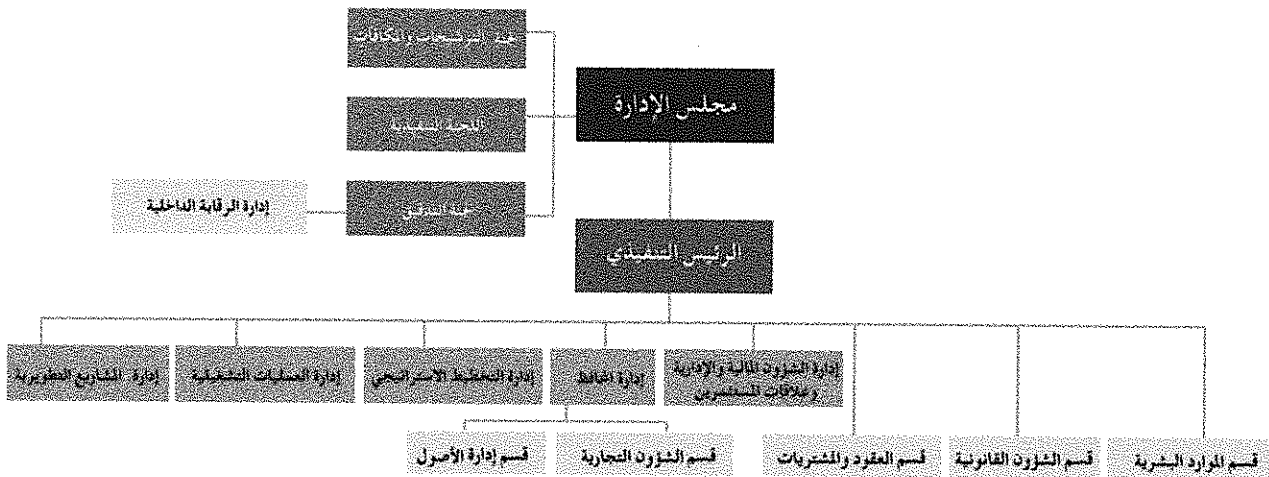 لجنة الترشيحات والمكافآت
مجلس الإدارة
اللجنة التنفيذية
لجنة التدقيق
إدارة الرقابة الداخلية
الرئيس التنفيذي
إدارة الشؤون المالية والإدارية
وعلاقات المستثمرين
إدارة المحافظ
إدارة التخطيط الاستراتيجي
إدارة العمليات التشغيلية
إدارة المشاريع التطويرية
قسم الموارد البشرية
قسم الشؤون القانونية
قسم العقود والمشتريات
قسم الشؤون التجارية
قسم إدارة الأصول